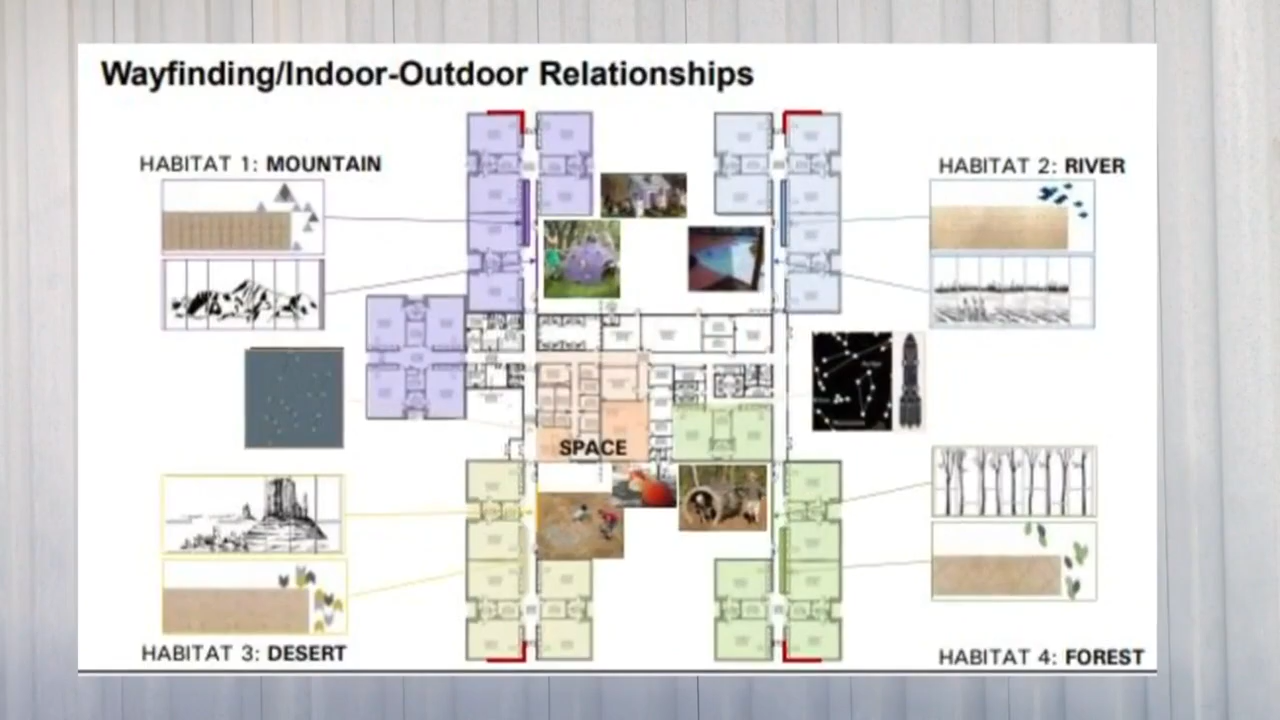 Wayfinding/Indoor-Outdoor Relationships
HABITAT 1: MOUNTAIN
HABITAT 2: RIVER
SPACE
HABITAT 3: DESERT
HABITAT 4: FOREST